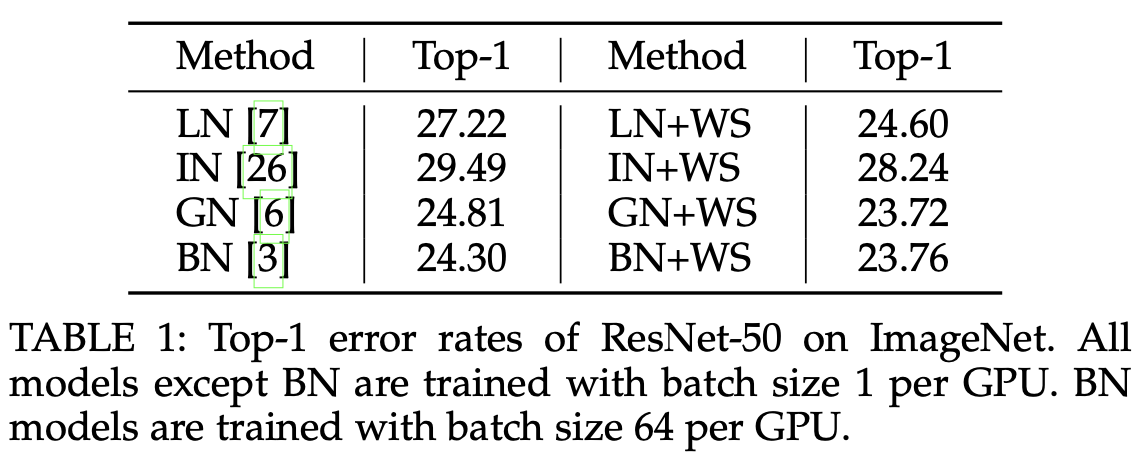 Method Top-1 Method Top-1
LN [7] 27.22 LN+WS 24.60
IN [26] 29.49 IN+WS 28.24
GN [6] 24.81 GN+WS 23.72
BN [3] 24.30 BN+WS 23.76
TABLE 1: Top-1 error rates of ResNet-50 on ImageNet. All
models except BN are trained with batch size 1 per GPU. BN
models are trained with batch size 64 per GPU.